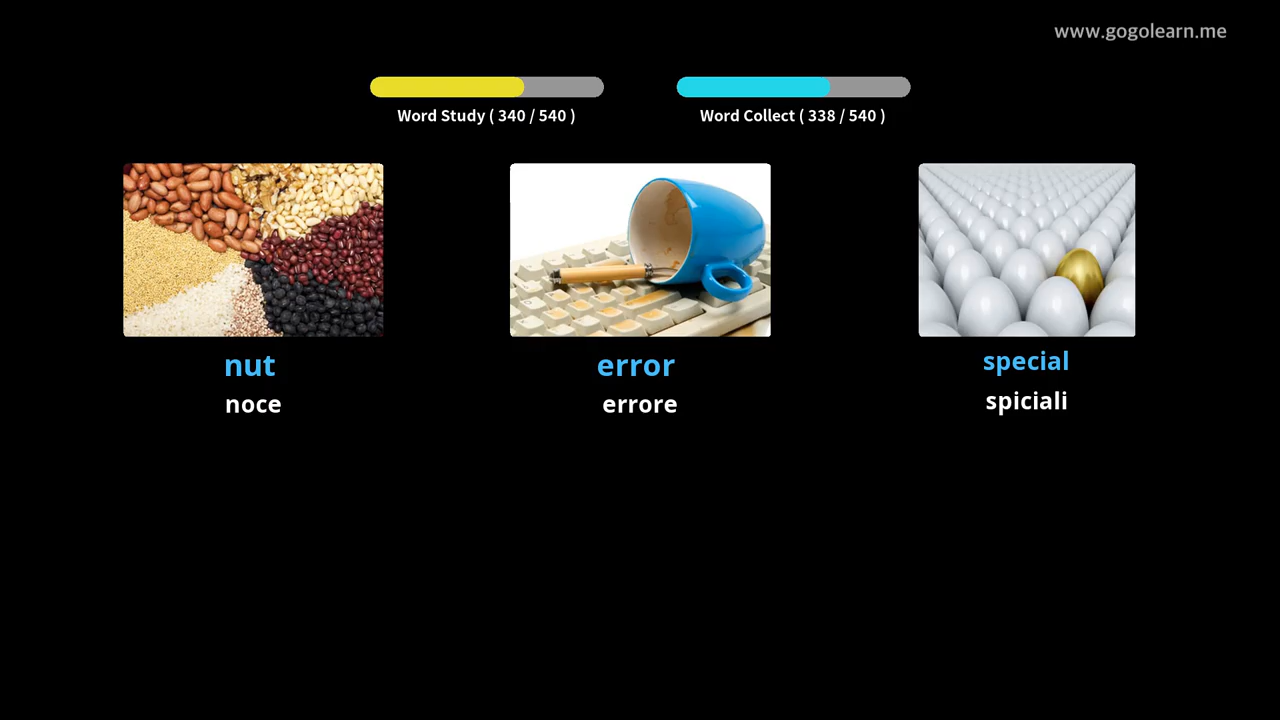 www.gogolearn.me
Word Study ( 340 / 540 )
Word Collect ( 338 / 540 )
nut
error
special
noce
errore
spiciali